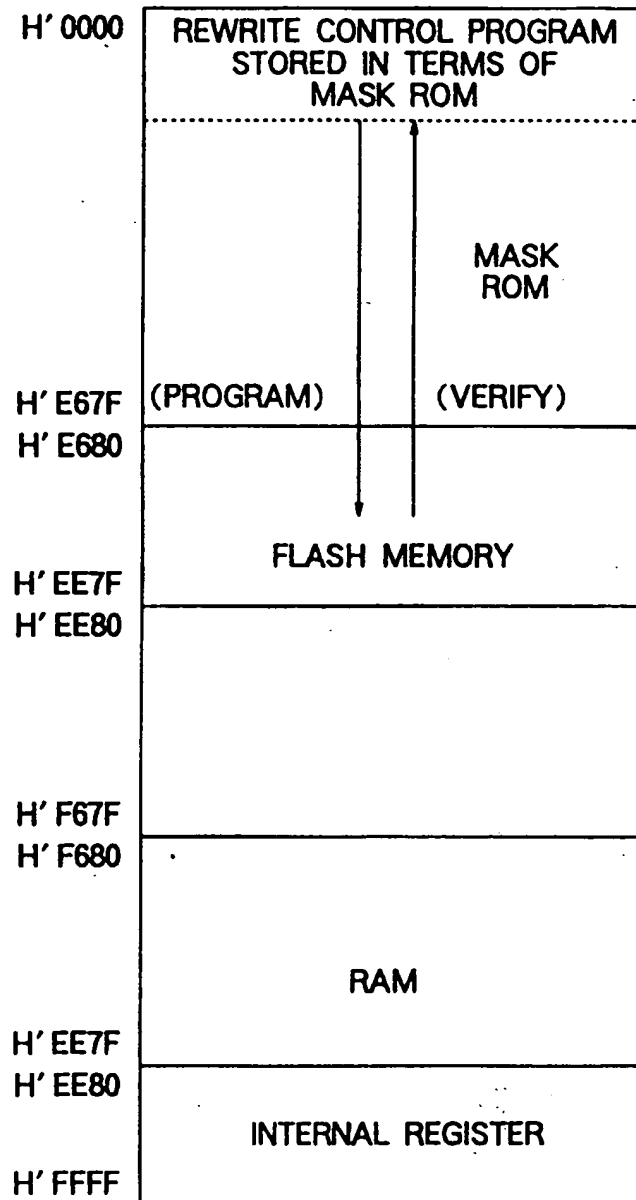 H' 0000
REWRITE CONTROL PROGRAM
STORED IN TERMS OF
MASK ROM
MASK
ROM
H' E67F
(PROGRAM)
(VERIFY)
H' E680
FLASH MEMORY
H' EE7F
H' EE80
H' F67F
H' F680
RAM
H' EE7F
H' EE80
INTERNAL REGISTER
H' FFFF